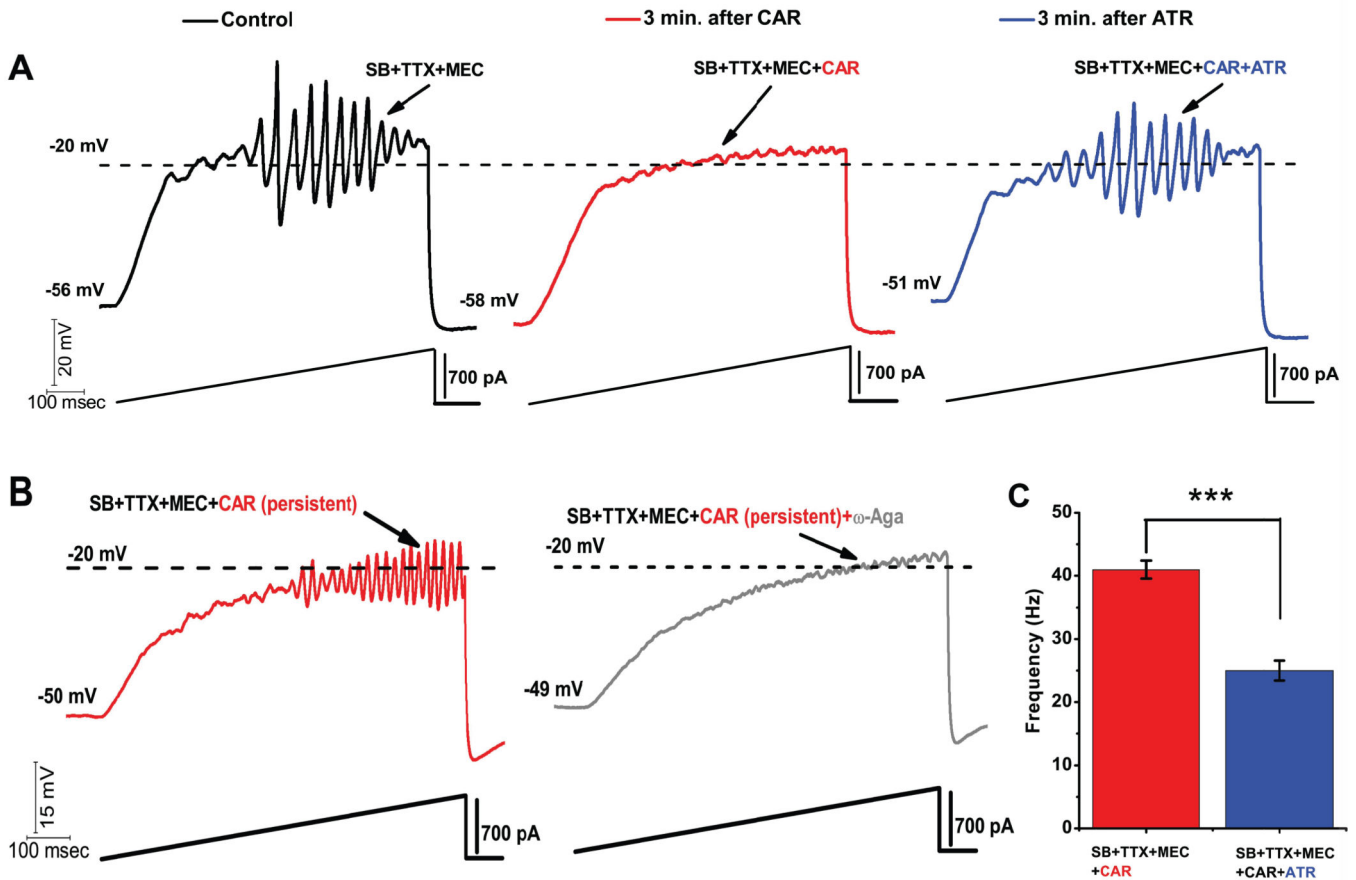 Control
3 min. after CAR
3 min. after ATR
A
SB+TTX+MEC
SB+TTX+MEC+CAR
SB+TTX+MEC+CAR+ATR
-20 mV
-56 mV
-58 mV
-51 mV
20 mV
100 msec
700 pA
700 pA
700 pA
B
SB+TTX+MEC+CAR (persistent)
SB+TTX+MEC+CAR (persistent)+ω-Aga
-20 mV
-20 mV
-50 mV
-49 mV
15 mV
100 msec
700 pA
700 pA
C
***
Frequency (Hz)
50
40
30
20
10
0
SB+TTX+MEC
+CAR
SB+TTX+MEC
+CAR+ATR